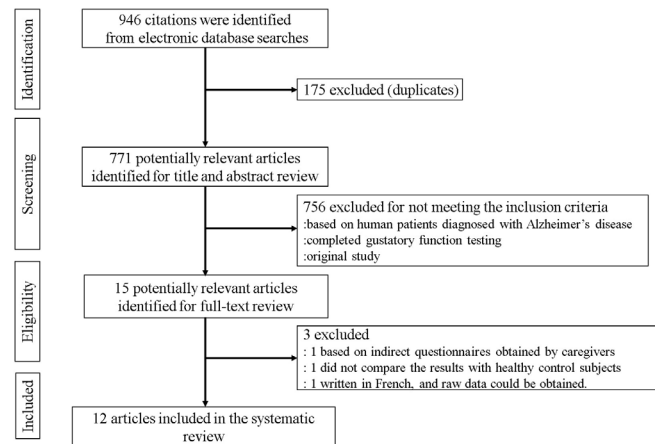 Identification
946 citations were identified
from electronic database searches
175 excluded (duplicates)
Screening
771 potentially relevant articles
identified for title and abstract review
756 excluded for not meeting the inclusion criteria
:based on human patients diagnosed with Alzheimer's disease
:completed gustatory function testing
:original study
Eligibility
15 potentially relevant articles
identified for full-text review
3 excluded
: 1 based on indirect questionnaires obtained by caregivers
: 1 did not compare the results with healthy control subjects
: 1 written in French, and raw data could be obtained.
Included
12 articles included in the systematic
review